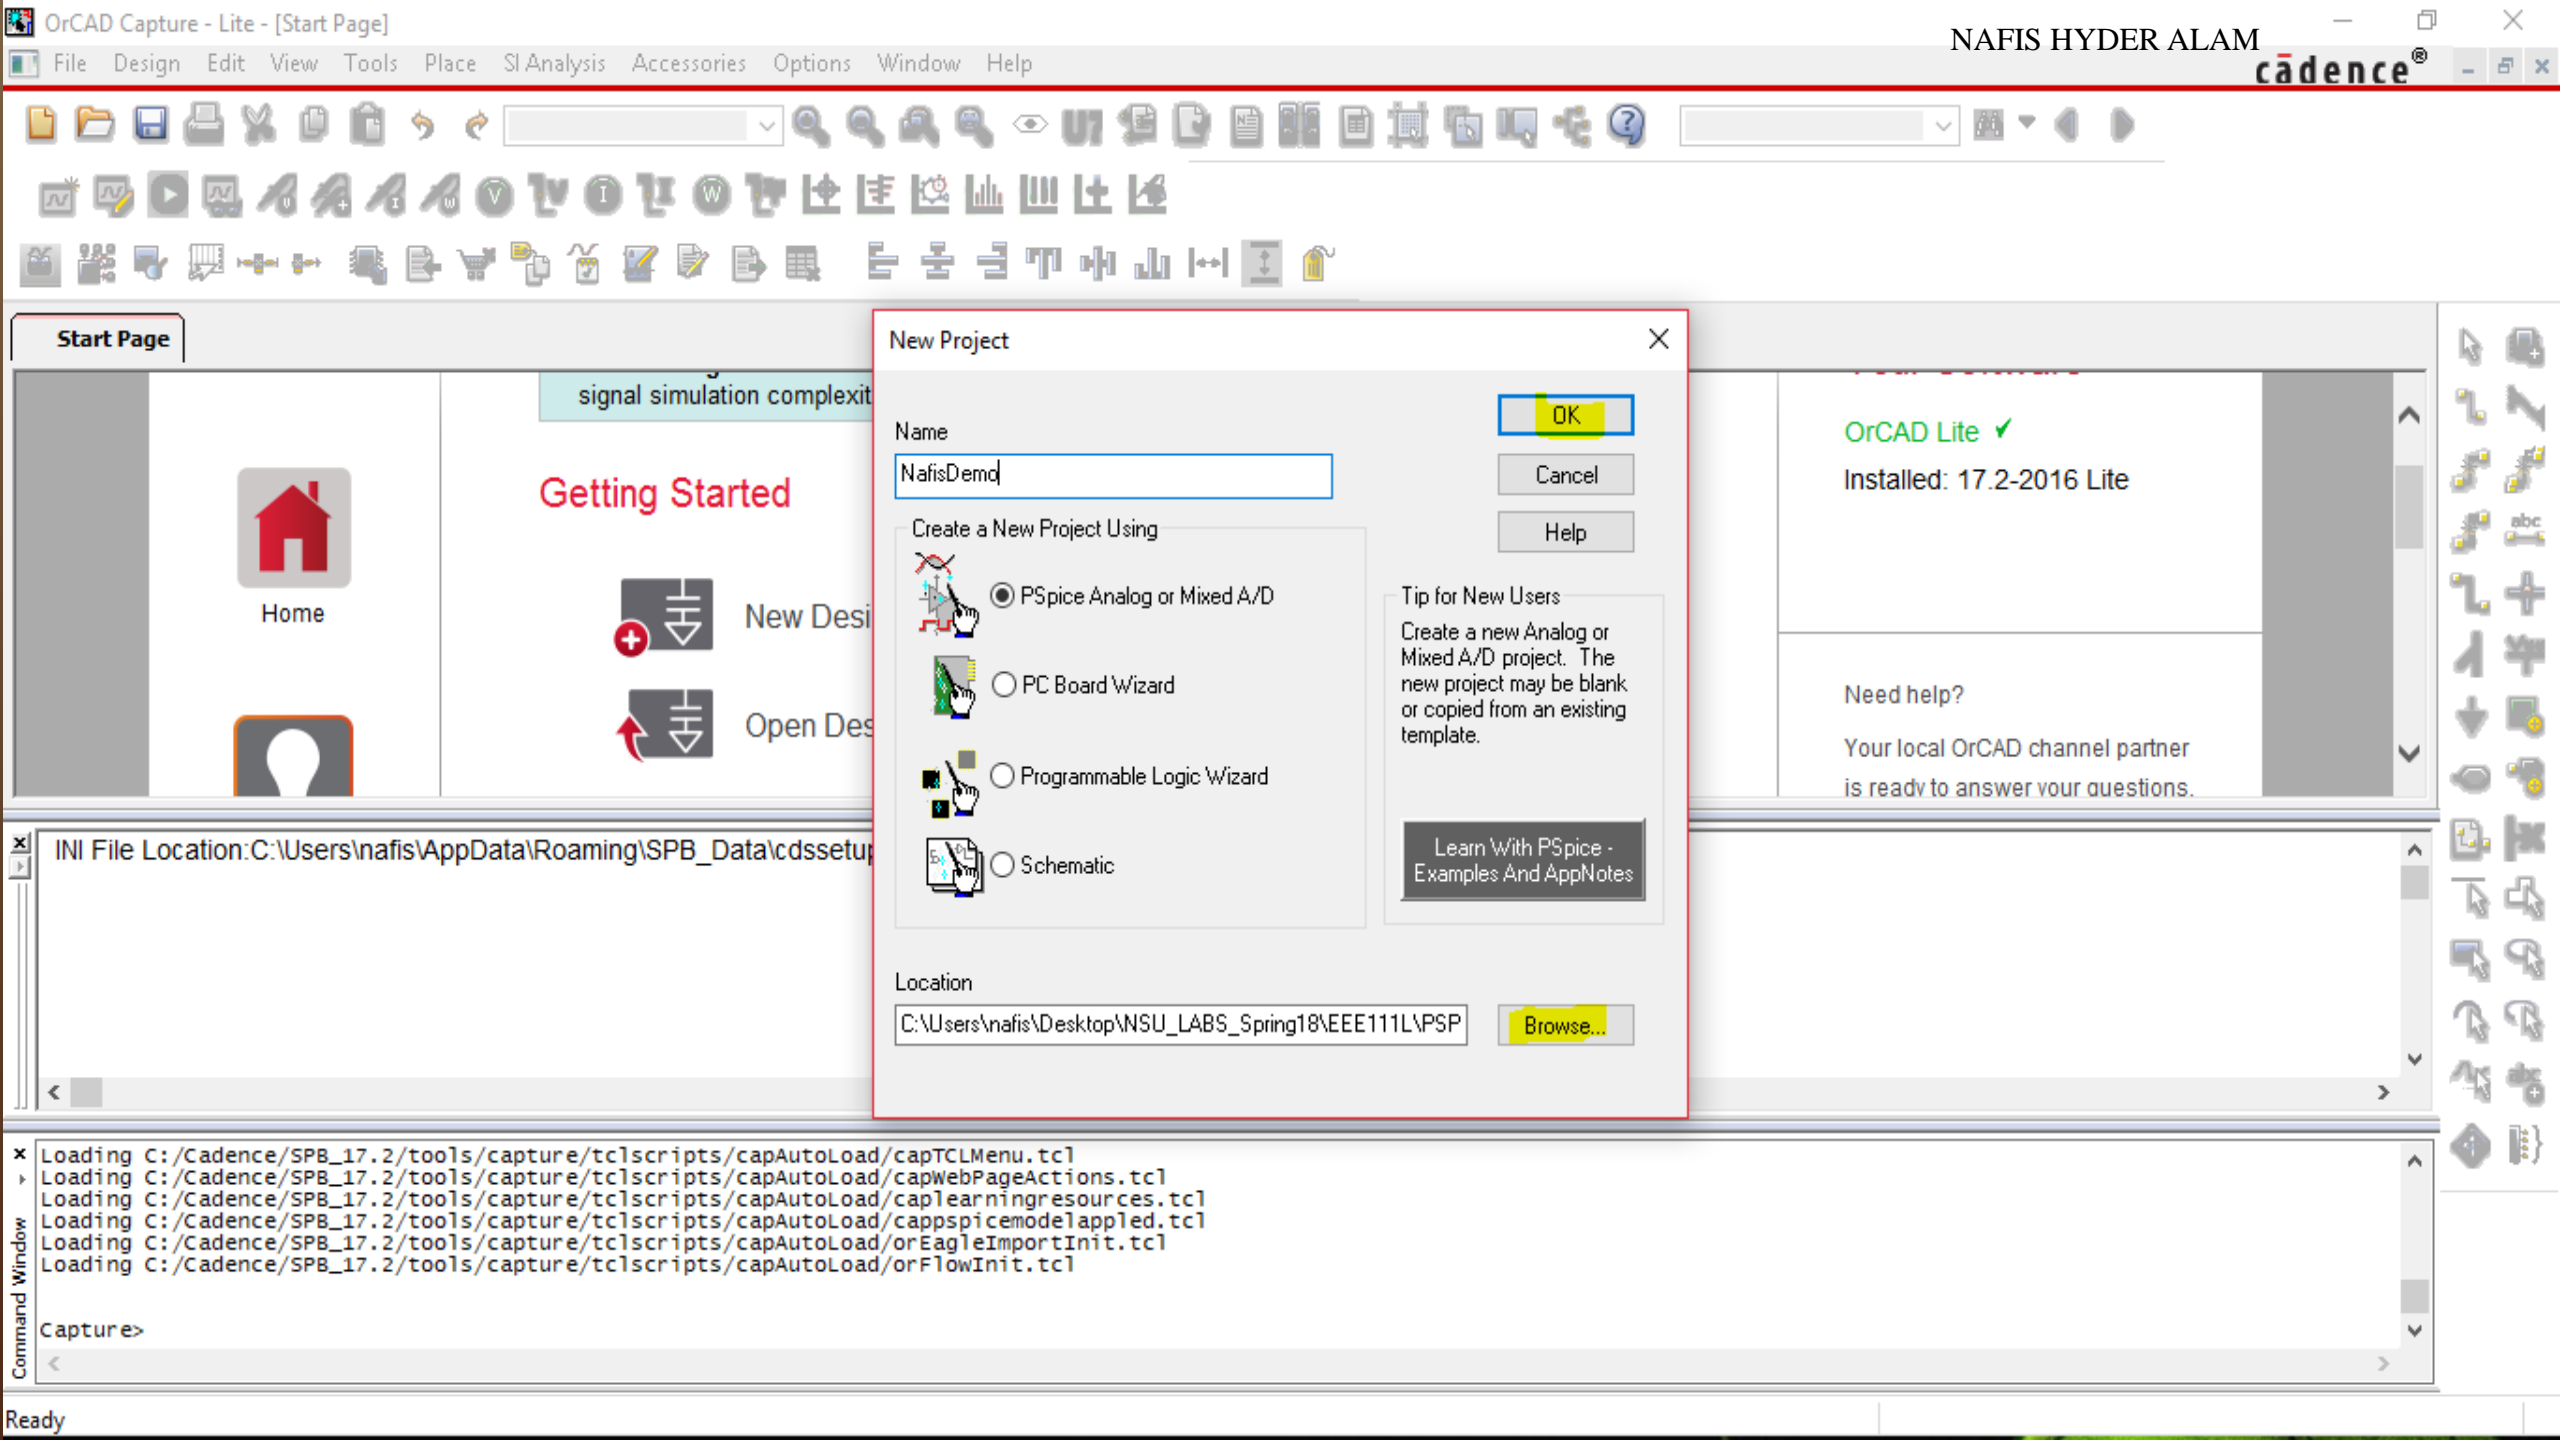 OrCAD Capture - Lite - [Start Page]
NAFIS HYDER ALAM
File Design Edit View Tools Place SI Analysis Accessories Options Window Help
cādence®
Start Page
New Project
signal simulation complexit
Name
OK
NafisDemo
Cancel
Help
Getting Started
Home
New Desi
Open Des
Create a New Project Using
PSpice Analog or Mixed A/D
PC Board Wizard
Programmable Logic Wizard
Schematic
Tip for New Users
Create a new Analog or
Mixed A/D project. The
new project may be blank
or copied from an existing
template.
Learn With PSpice -
Examples And AppNotes
Location
C:\Users\nafis\Desktop\NSU_LABS_Spring18\EEE111L\PSP
Browse...
OrCAD Lite ✓
Installed: 17.2-2016 Lite
Need help?
Your local OrCAD channel partner
is ready to answer your questions.
INI File Location:C:\Users\nafis\AppData\Roaming\SPB_Data\cdssetup
Loading C:/Cadence/SPB_17.2/tools/capture/tclscripts/capAutoLoad/capTCLMenu.tcl
Loading C:/Cadence/SPB_17.2/tools/capture/tclscripts/capAutoLoad/capWebPageActions.tcl
Loading C:/Cadence/SPB_17.2/tools/capture/tclscripts/capAutoLoad/caplearningresources.tcl
Loading C:/Cadence/SPB_17.2/tools/capture/tclscripts/capAutoLoad/cappspicemodelappled.tcl
Loading C:/Cadence/SPB_17.2/tools/capture/tclscripts/capAutoLoad/orEagleImportInit.tcl
Loading C:/Cadence/SPB_17.2/tools/capture/tclscripts/capAutoLoad/orFlowInit.tcl
Capture>
Command Window
Ready